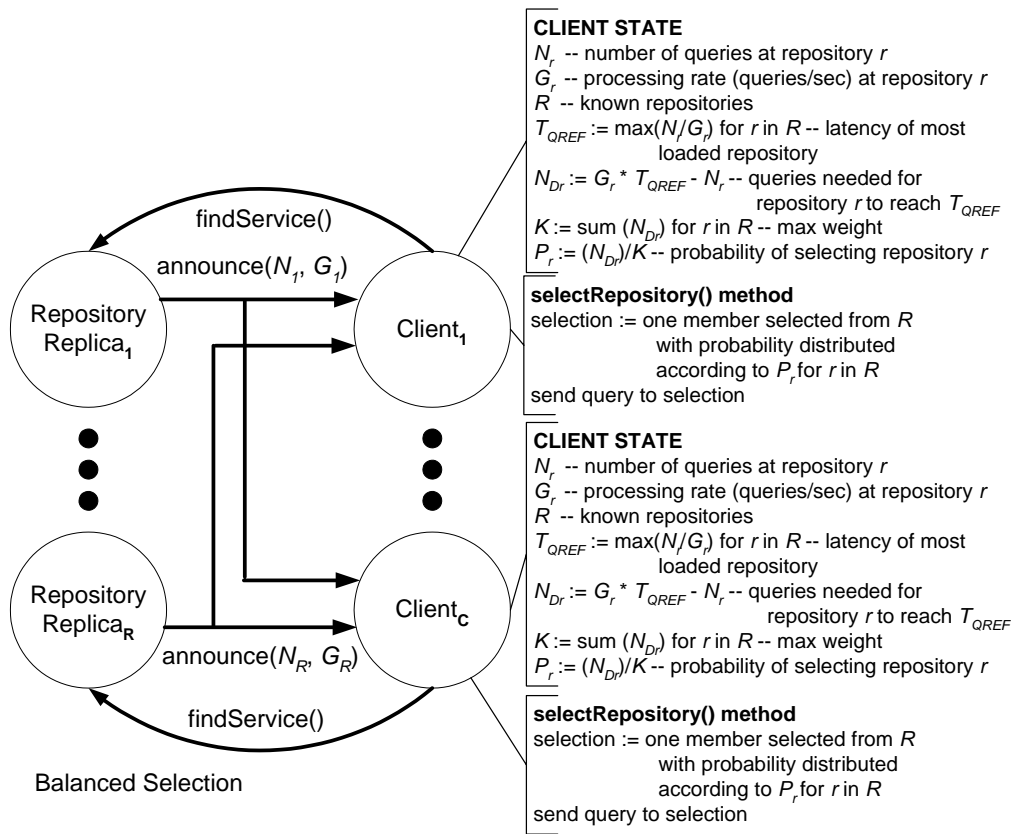 CLIENT STATE
N_r -- number of queries at repository r
G_r -- processing rate (queries/sec) at repository r
R -- known repositories
T_QREF := max(N_r/G_r) for r in R -- latency of most
loaded repository
N_Dr := G_r * T_QREF - N_r -- queries needed for
repository r to reach T_QREF
K := sum (N_Dr) for r in R -- max weight
P_r := (N_Dr)/K -- probability of selecting repository r
selectRepository() method
selection := one member selected from R
with probability distributed
according to P_r for r in R
send query to selection
findService()
announce(N_1, G_1)
Repository
Replica_1
Client_1
CLIENT STATE
N_r -- number of queries at repository r
G_r -- processing rate (queries/sec) at repository r
R -- known repositories
T_QREF := max(N_r/G_r) for r in R -- latency of most
loaded repository
N_Dr := G_r * T_QREF - N_r -- queries needed for
repository r to reach T_QREF
K := sum (N_Dr) for r in R -- max weight
P_r := (N_Dr)/K -- probability of selecting repository r
selectRepository() method
selection := one member selected from R
with probability distributed
according to P_r for r in R
send query to selection
Repository
Replica_R
Client_C
announce(N_R, G_R)
findService()
Balanced Selection